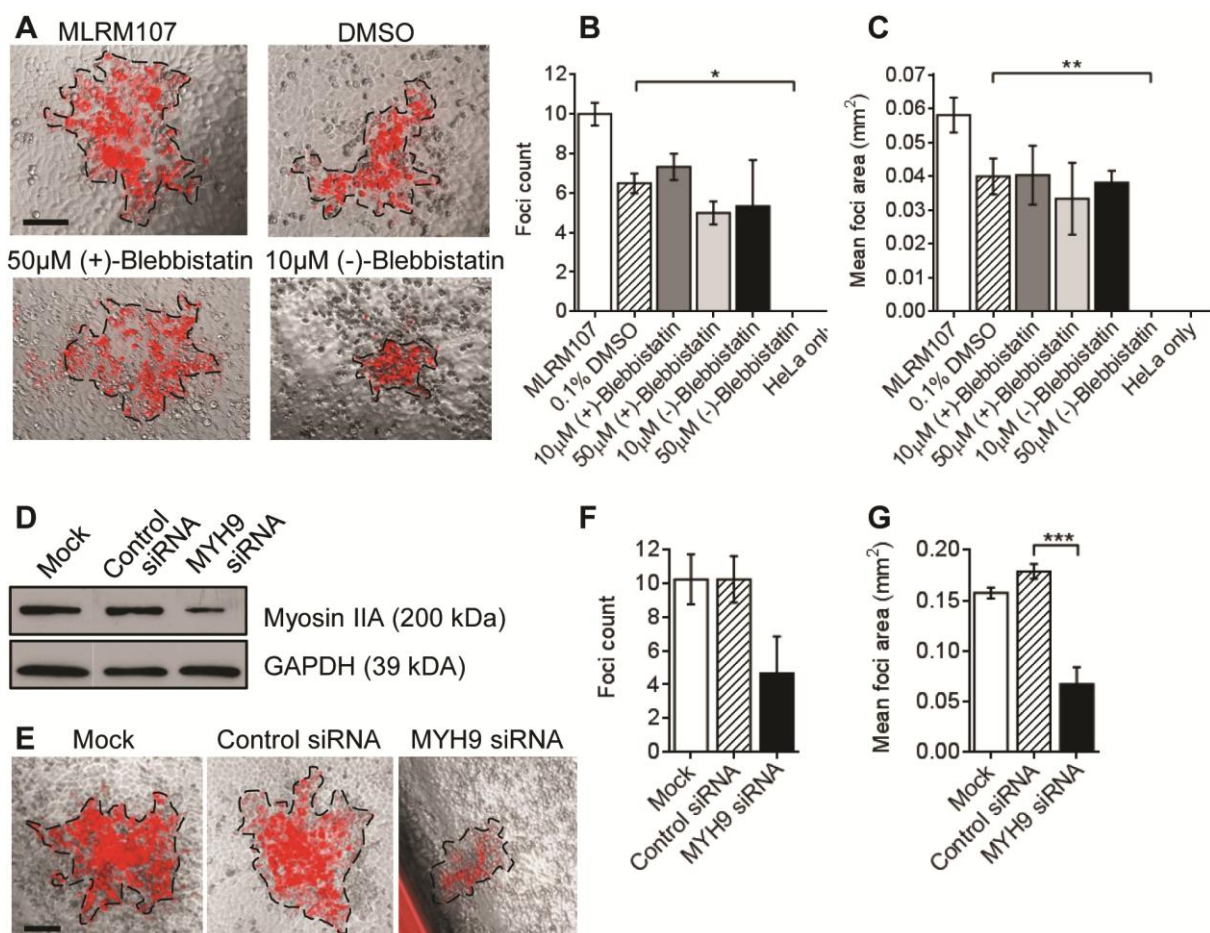 A
MLRM107
DMSO
50µM (+)-Blebbistatin
10µM (-)-Blebbistatin
B
*
Foci count
12
10
8
6
4
2
0
MLRM107
0.1% DMSO
10µM (+)-Blebbistatin
50µM (+)-Blebbistatin
10µM (-)-Blebbistatin
50µM (-)-Blebbistatin
HeLa only
C
**
Mean foci area (mm²)
0.07
0.06
0.05
0.04
0.03
0.02
0.01
0.00
MLRM107
0.1% DMSO
10µM (+)-Blebbistatin
50µM (+)-Blebbistatin
10µM (-)-Blebbistatin
50µM (-)-Blebbistatin
HeLa only
D
Mock
Control siRNA
MYH9 siRNA
Myosin IIA (200 kDa)
GAPDH (39 kDA)
E
Mock
Control siRNA
MYH9 siRNA
F
Foci count
12
10
8
6
4
2
0
Mock
Control siRNA
MYH9 siRNA
G
***
Mean foci area (mm²)
0.20
0.15
0.10
0.05
0.00
Mock
Control siRNA
MYH9 siRNA